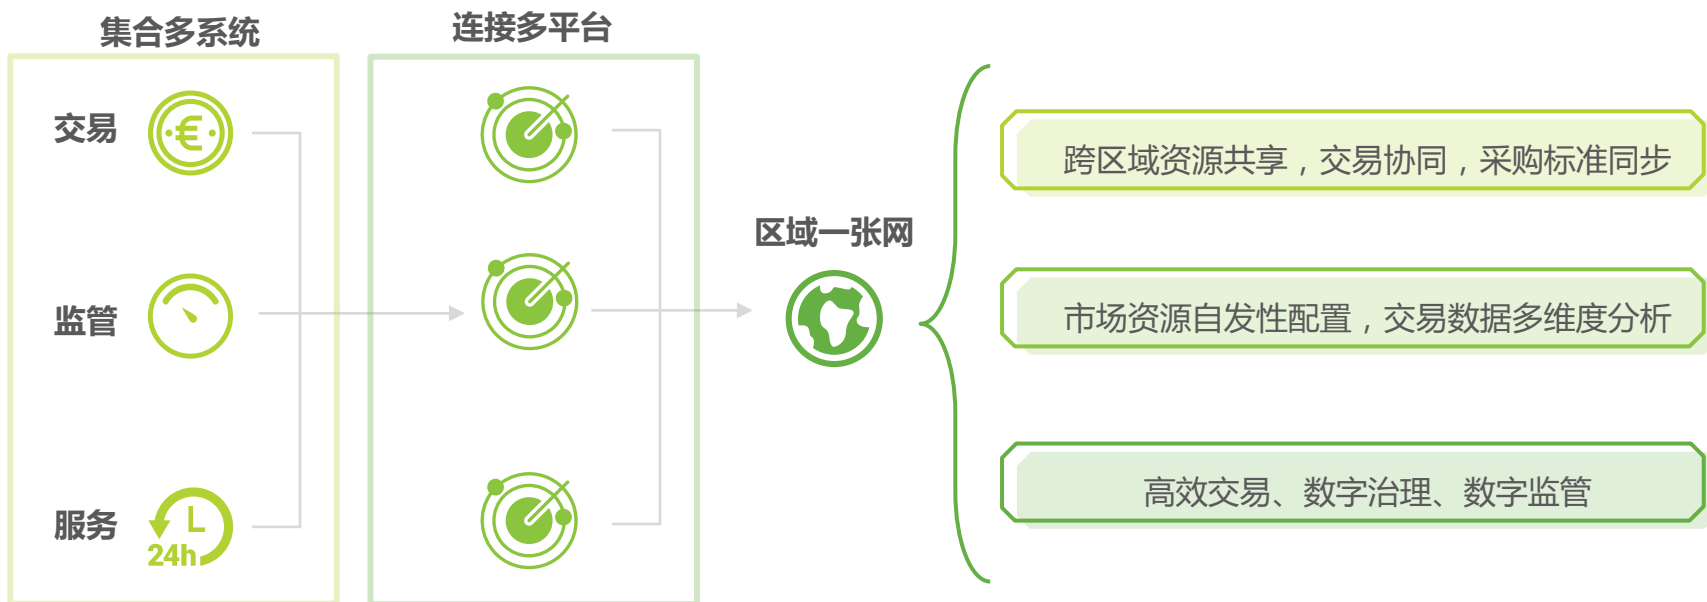 集合多系统
连接多平台
交易
€
监管
服务
24h
区域一张网
跨区域资源共享，交易协同，采购标准同步
市场资源自发性配置，交易数据多维度分析
高效交易、数字治理、数字监管